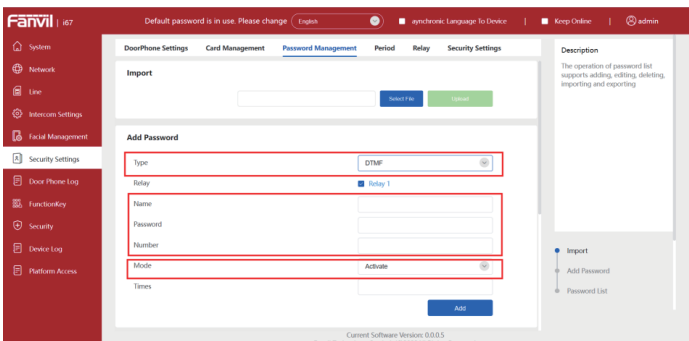 Fanvil | i67
Default password is in use. Please change English aynchronic Language To Device | Keep Online | admin
System
Network
Line
Intercom Settings
Facial Management
Security Settings
Door Phone Log
FunctionKey
Security
Device Log
Platform Access
DoorPhone Settings Card Management Password Management Period Relay Security Settings
Import
Select File Upload
Add Password
Type DTMF
Relay Relay 1
Name
Password
Number
Mode Activate
Times
Add
Description
The operation of password list
supports adding, editing, deleting,
importing and exporting
Import
Add Password
Password List
Current Software Version: 0.0.0.5